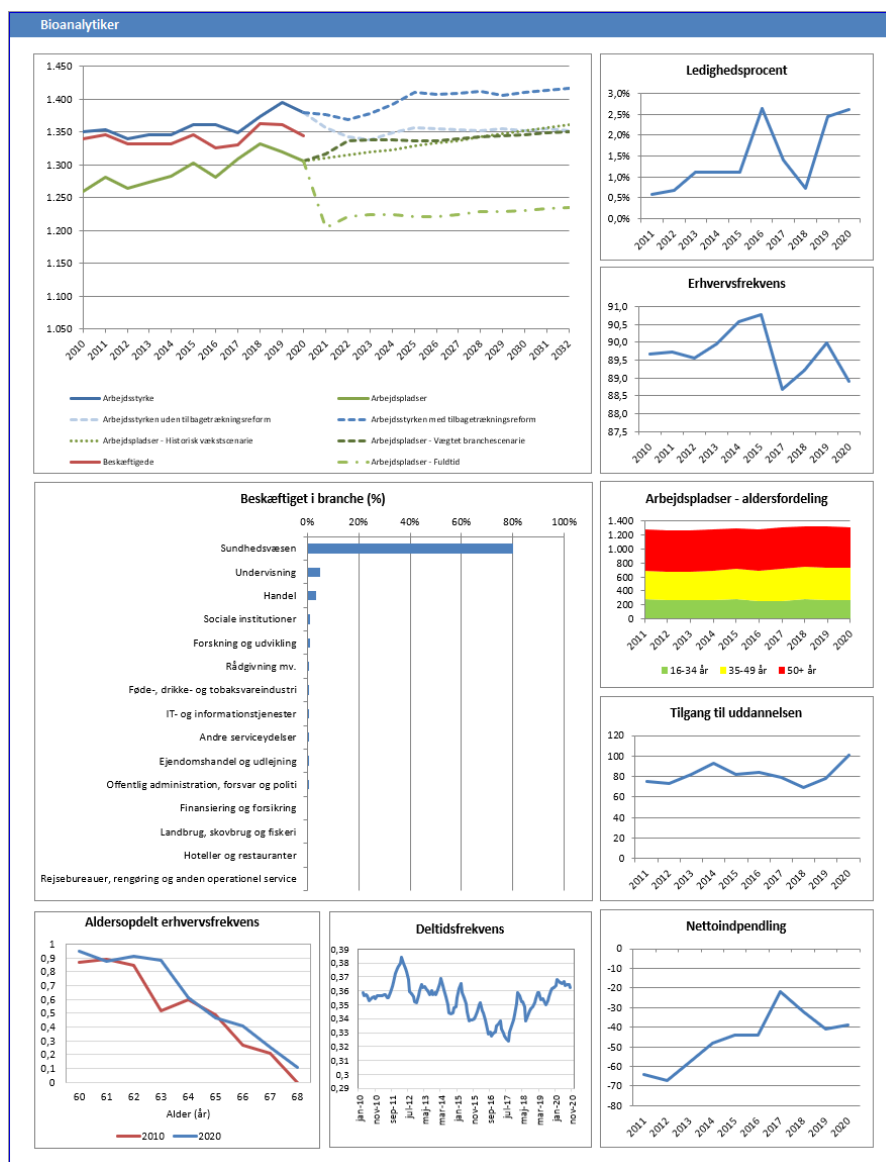 Bioanalytiker
1.450
1.400
1.350
1.300
1.250
1.200
1.150
1.100
1.050
2010 2011 2012 2013 2014 2015 2016 2017 2018 2019 2020 2021 2022 2023 2024 2025 2026 2027 2028 2029 2030 2031 2032
Arbejdsstyrke Arbejdspladser
Arbejdsstyrken uden tilbagetrækningsreform Arbejdsstyrken med tilbagetrækningsreform
Arbejdspladser - Historisk vækstscenarie Arbejdspladser - Vægtet branchescenarie
Beskæftigede Arbejdspladser - Fuldtid
Ledighedsprocent
3,0%
2,5%
2,0%
1,5%
1,0%
0,5%
0,0%
2011 2012 2013 2014 2015 2016 2017 2018 2019 2020
Erhvervsfrekvens
91,0
90,5
90,0
89,5
89,0
88,5
88,0
87,5
2010 2011 2012 2013 2014 2015 2017 2018 2019 2020
Beskæftiget i branche (%)
0% 20% 40% 60% 80% 100%
Sundhedsvæsen
Undervisning
Handel
Sociale institutioner
Forskning og udvikling
Rådgivning mv.
Føde-, drikke- og tobaksvareindustri
IT- og informationstjenester
Andre serviceydelser
Ejendomshandel og udlejning
Offentlig administration, forsvar og politi
Finansiering og forsikring
Landbrug, skovbrug og fiskeri
Hoteller og restauranter
Rejsebureauer, rengøring og anden operationel service
Arbejdspladser - aldersfordeling
1.400
1.200
1.000
800
600
400
200
0
2011 2012 2013 2014 2015 2016 2017 2018 2019 2020
16-34 år 35-49 år 50+ år
Tilgang til uddannelsen
120
100
80
60
40
20
0
2011 2012 2013 2014 2015 2016 2017 2018 2019 2020
Aldersopdelt erhvervsfrekvens
1
0,9
0,8
0,7
0,6
0,5
0,4
0,3
0,2
0,1
0
60 61 62 63 64 65 66 67 68
Alder (år)
2010 2020
Deltidsfrekvens
0,39
0,38
0,37
0,36
0,35
0,34
0,33
0,32
0,31
0,3
0,29
jan-10 nov-10 sep-11 jul-12 maj-13 mar-14 jan-15 nov-15 sep-16 jul-17 maj-18 mar-19 jan-20 nov-20
Nettoindpendling
0
-10
-20
-30
-40
-50
-60
-70
-80
2011 2012 2013 2014 2015 2016 2017 2018 2019 2020